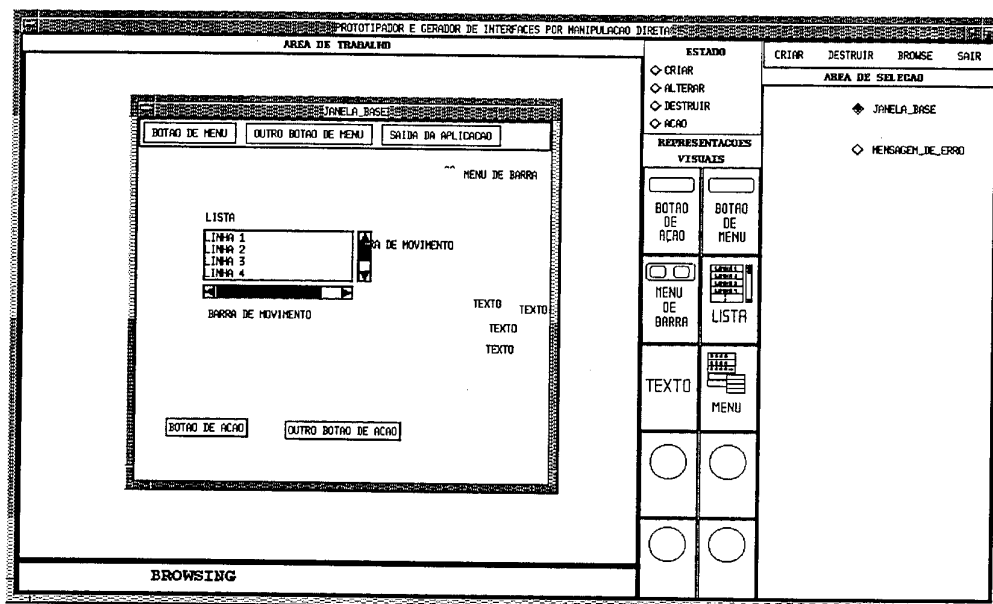 PROTOTIPADOR E GERADOR DE INTERFACES POR MANIPULACAO DIRETA
AREA DE TRABALHO
JANELA_BASE
BOTAO DE MENU
OUTRO BOTAO DE MENU
SAIDA DA APLICACAO
^^ MENU DE BARRA
LISTA
LINHA 1
LINHA 2
LINHA 3
LINHA 4
RA DE MOVIMENTO
BARRA DE MOVIMENTO
TEXTO
TEXTO
TEXTO
TEXTO
BOTAO DE ACAO
OUTRO BOTAO DE ACAO
BROWSING
ESTADO
CRIAR
ALTERAR
DESTRUIR
ACAO
REPRESENTACOES
VISUAIS
BOTAO
DE
AÇAO
BOTAO
DE
MENU
MENU
DE
BARRA
LISTA
TEXTO
MENU
CRIAR
DESTRUIR
BROWSE
SAIR
AREA DE SELECAO
JANELA_BASE
MENSAGEM_DE_ERRO